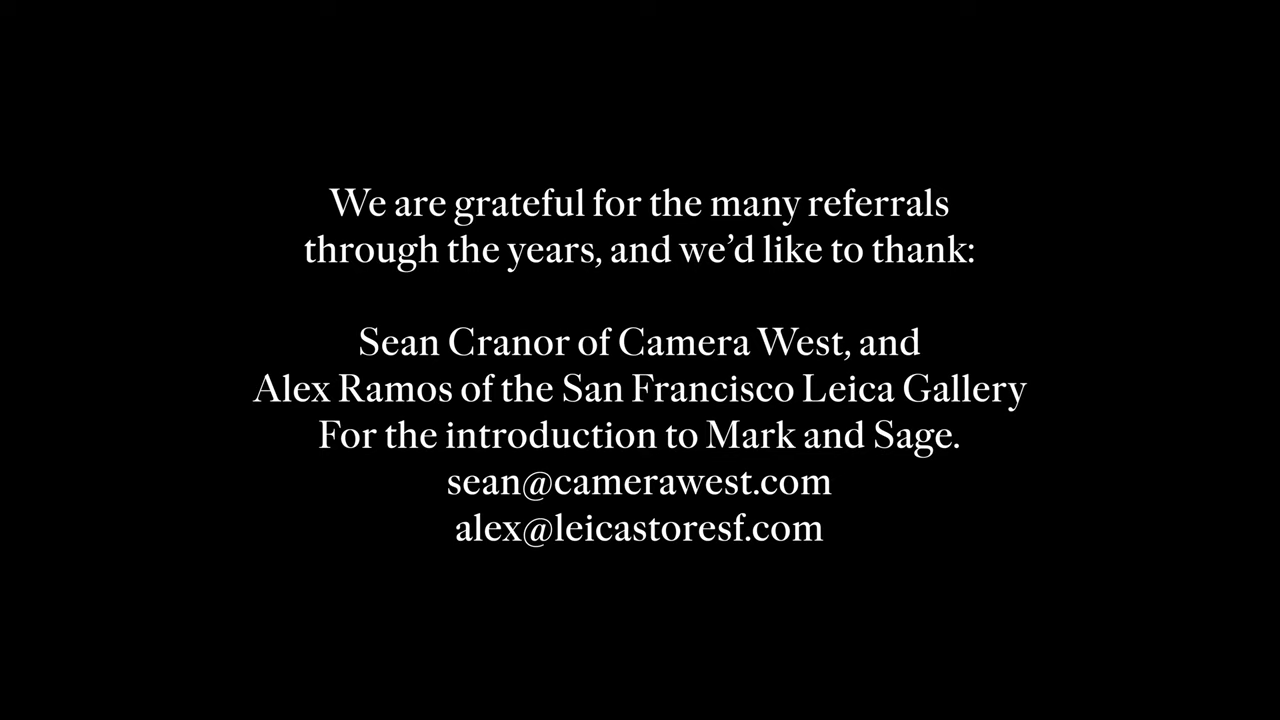 We are grateful for the many referrals
through the years, and we’d like to thank:
Sean Cranor of Camera West, and
Alex Ramos of the San Francisco Leica Gallery
For the introduction to Mark and Sage.
sean@camerawest.com
alex@leicastoresf.com